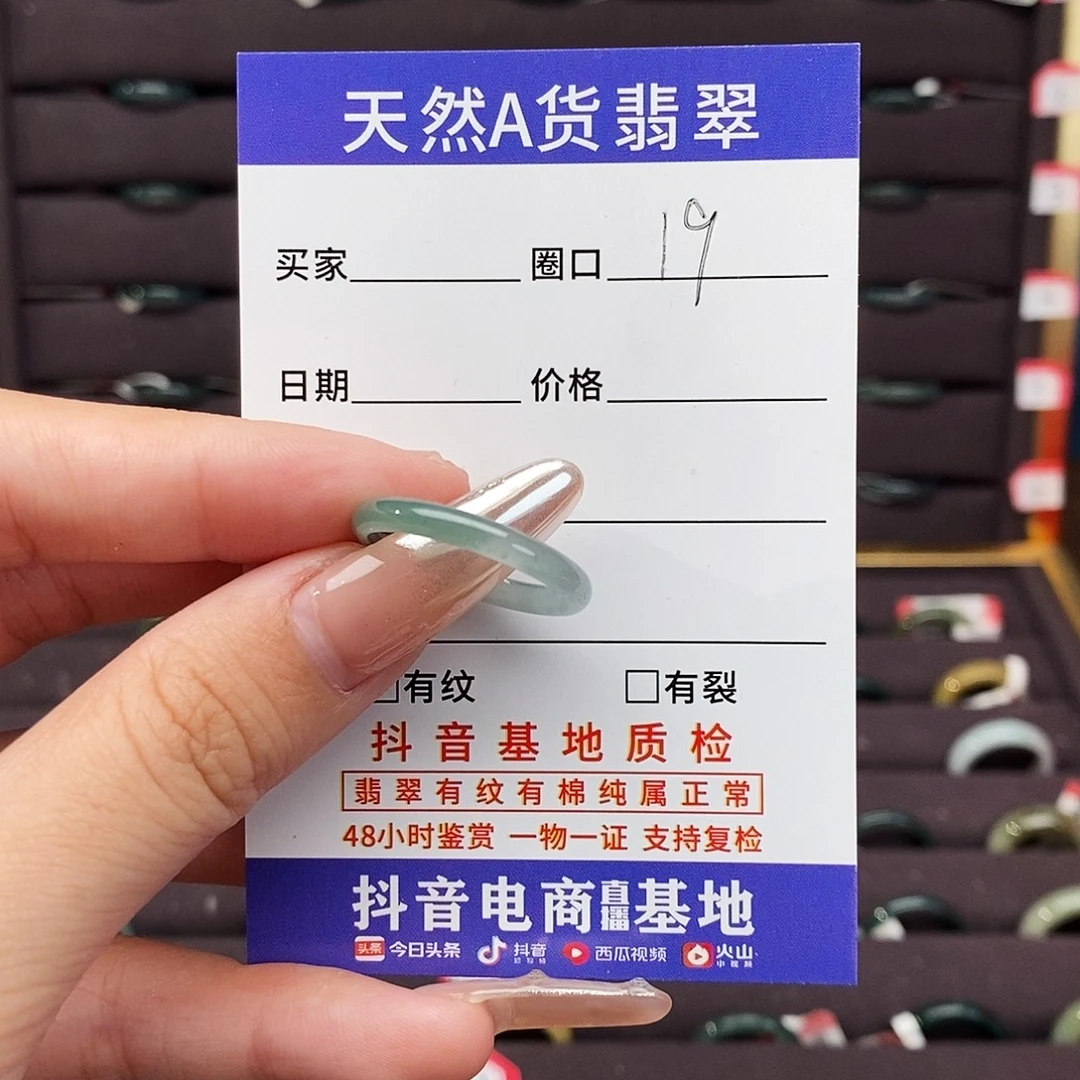 天然A货翡翠
买家 圈口 19
日期 价格
有纹 有裂
抖音基地质检
翡翠有纹有棉纯属正常
48小时鉴赏 一物一证 支持复检
抖音电商直播基地
头条 今日头条 抖音 西瓜视频 火山